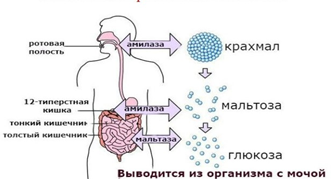 ротовая
полость
амилаза
крахмал
12-типерстная
кишка
амилаза
мальтоза
тонкий кишечник
толстый кишечник
мальтаза
глюкоза
Выводится из организма с мочой